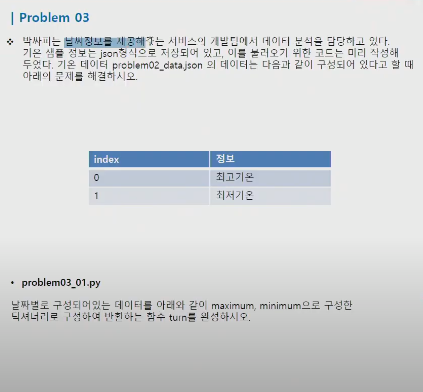 | Problem 03
❖ 박싸피는 날씨정보를 제공해주는 서비스의 개발팀에서 데이터 분석을 담당하고 있다.
기온 샘플 정보는 json형식으로 저장되어 있고, 이를 불러오기 위한 코드는 미리 작성해
두었다. 기온 데이터 problem02_data.json 의 데이터는 다음과 같이 구성되어 있다고 할 때
아래의 문제를 해결하시오.
index 정보
0 최고기온
1 최저기온
• problem03_01.py
날짜별로 구성되어있는 데이터를 아래와 같이 maximum, minimum으로 구성한
딕셔너리로 구성하여 반환하는 함수 turn를 완성하시오.